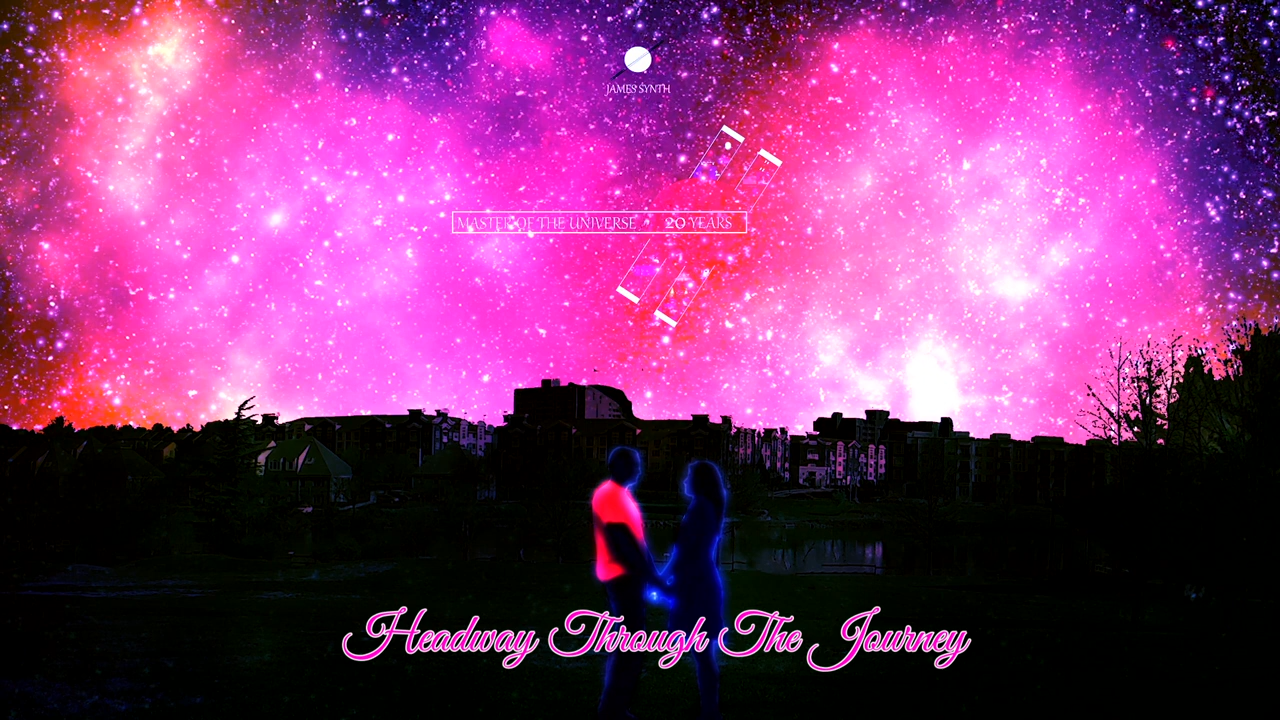 JAMES SYNTH
MASTER OF THE UNIVERSE 20 YEARS
Headway Through The Journey